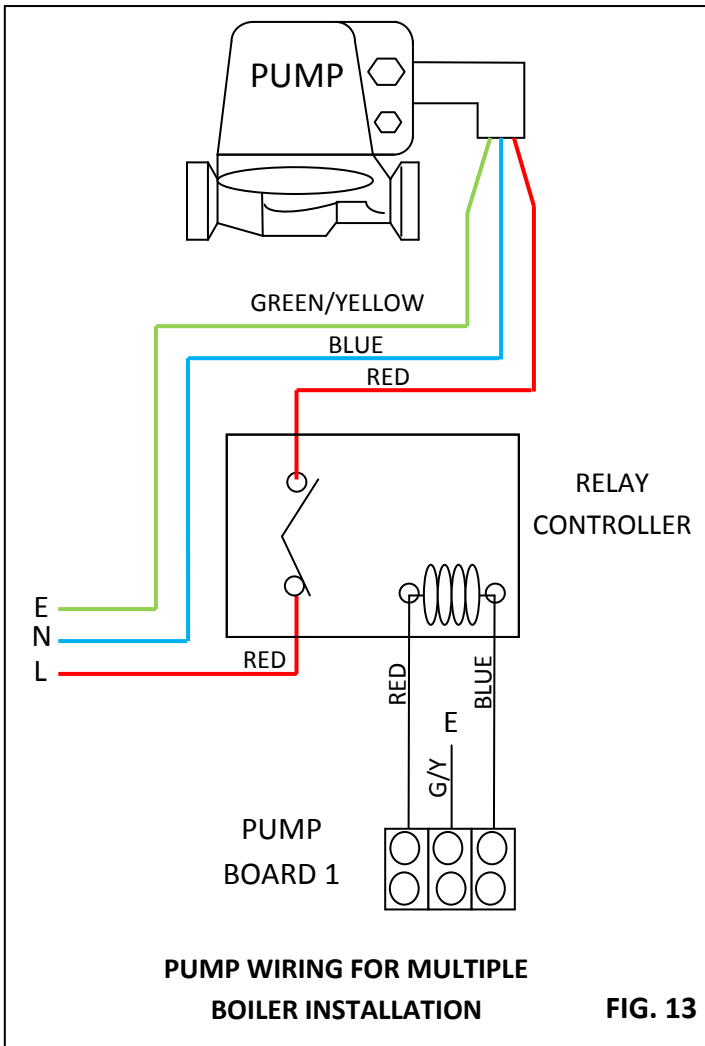 PUMP
GREEN/YELLOW
BLUE
RED
RELAY
CONTROLLER
E
N
L
RED
RED
BLUE
E
G/Y
PUMP
BOARD 1
PUMP WIRING FOR MULTIPLE
BOILER INSTALLATION
FIG. 13